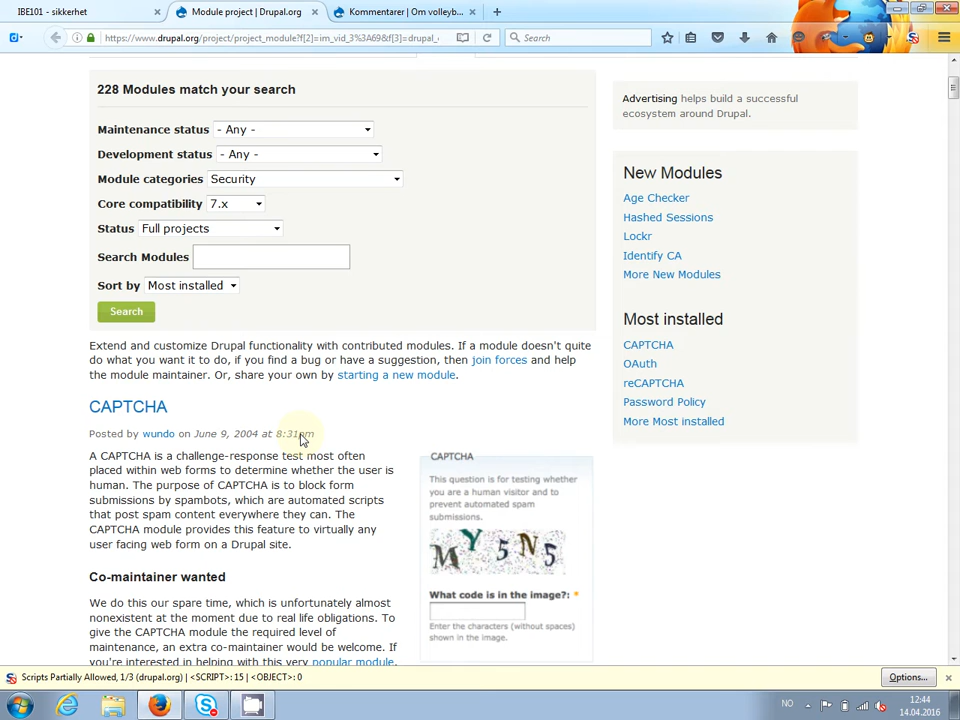 IBE101 - sikkerhet
Module project | Drupal.org
Kommentarer | Om volleyb...
https://www.drupal.org/project/project_module?f[2]=im_vid_3%3A69&f[3]=drupal_
Search
228 Modules match your search
Maintenance status - Any -
Development status - Any -
Module categories Security
Core compatibility 7.x
Status Full projects
Search Modules
Sort by Most installed
Search
Extend and customize Drupal functionality with contributed modules. If a module doesn't quite
do what you want it to do, if you find a bug or have a suggestion, then join forces and help
the module maintainer. Or, share your own by starting a new module.
CAPTCHA
Posted by wundo on June 9, 2004 at 8:31pm
A CAPTCHA is a challenge-response test most often
placed within web forms to determine whether the user is
human. The purpose of CAPTCHA is to block form
submissions by spambots, which are automated scripts
that post spam content everywhere they can. The
CAPTCHA module provides this feature to virtually any
user facing web form on a Drupal site.
Co-maintainer wanted
We do this our spare time, which is unfortunately almost
nonexistent at the moment due to real life obligations. To
give the CAPTCHA module the required level of
maintenance, an extra co-maintainer would be welcome. If
you're interested in helping with this very popular module,
CAPTCHA
This question is for testing whether
you are a human visitor and to
prevent automated spam
submissions.
MY5N5
What code is in the image?: *
Enter the characters (without spaces)
shown in the image.
Advertising helps build a successful
ecosystem around Drupal.
New Modules
Age Checker
Hashed Sessions
Lockr
Identify CA
More New Modules
Most installed
CAPTCHA
OAuth
reCAPTCHA
Password Policy
More Most installed
Scripts Partially Allowed, 1/3 (drupal.org) | <SCRIPT>: 15 | <OBJECT>: 0
Options...
NO
12:44
14.04.2016